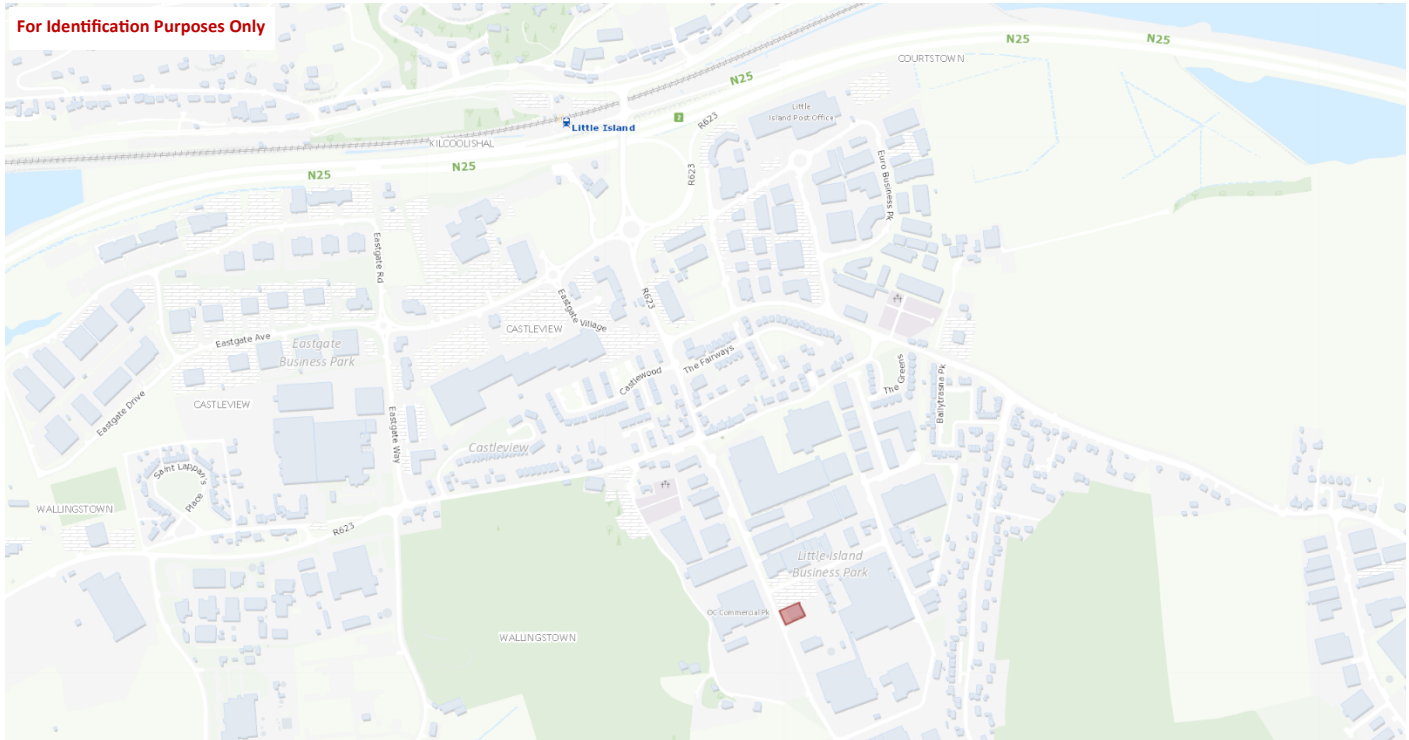 For Identification Purposes Only
N25
N25
COURTSTOWN
N25
Little
Island Post Office
2
R623
Little Island
KILCOOLISHAL
N25
N25
R623
Euro Business Pk
Eastgate Rd
R623
Eastgate Village
CASTLEVIEW
Eastgate Ave
Eastgate
Business Park
The Fairways
Castlewood
The Greens
Ballytrasna Pk
CASTLEVIEW
Eastgate Drive
Eastgate Way
Castleview
Saint Lappan's
Place
WALLINGSTOWN
R623
Little Island
Business Park
OC Commercial Pk
WALLINGSTOWN